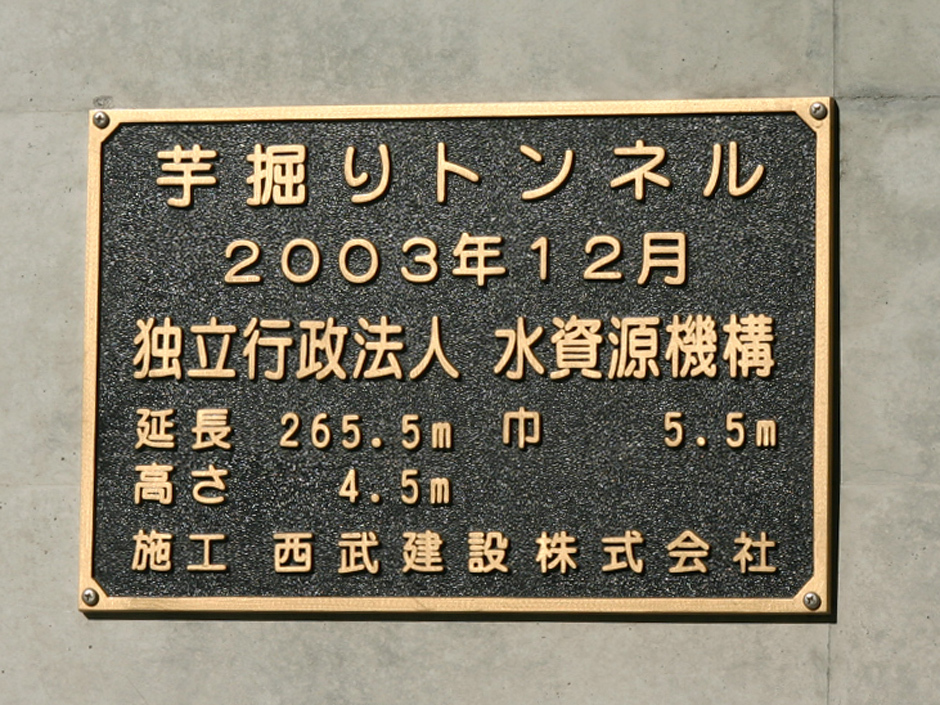 芋掘りトンネル
2003年12月
独立行政法人 水資源機構
延長 265.5m 巾 5.5m
高さ 4.5m
施工 西武建設株式会社